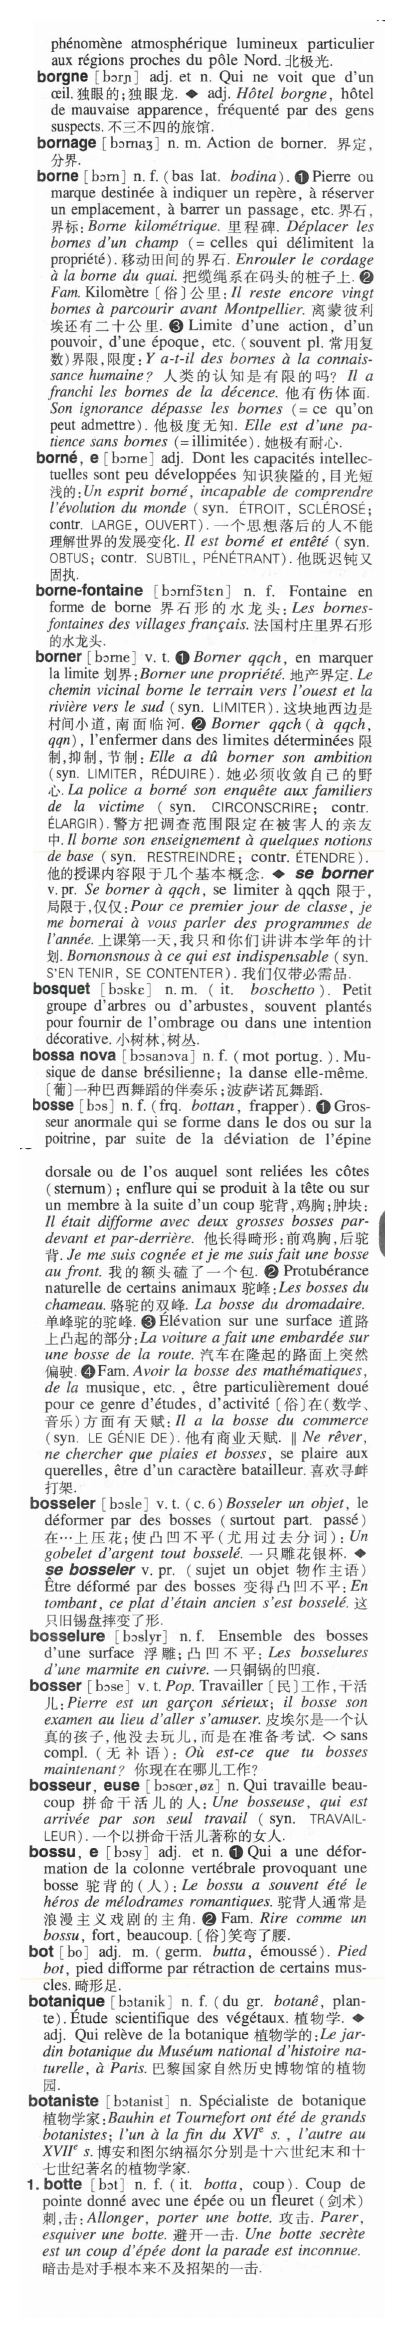 phénomène atmosphérique lumineux particulier
aux régions proches du pôle Nord. 北极光.
borgne [bɔrɲ] adj. et n. Qui ne voit que d'un
œil. 独眼的;独眼龙. ◆ adj. Hôtel borgne, hôtel
de mauvaise apparence, fréquenté par des gens
suspects. 不三不四的旅馆.
bornage [bɔrnaʒ] n. m. Action de borner. 界定,
分界.
borne [bɔrn] n. f. (bas lat. bodina). ❶ Pierre ou
marque destinée à indiquer un repère, à réserver
un emplacement, à barrer un passage, etc. 界石,
界标: Borne kilométrique. 里程碑. Déplacer les
bornes d'un champ (= celles qui délimitent la
propriété). 移动田间的界石. Enrouler le cordage
à la borne du quai. 把缆绳系在码头的桩子上. ❷
Fam. Kilomètre [俗]公里: Il reste encore vingt
bornes à parcourir avant Montpellier. 离蒙彼利
埃还有二十公里. ❸ Limite d'une action, d'un
pouvoir, d'une époque, etc. (souvent pl. 常用复
数)界限,限度: Y a-t-il des bornes à la connais-
sance humaine? 人类的认知是有限的吗? Il a
franchi les bornes de la décence. 他有伤体面.
Son ignorance dépasse les bornes (= ce qu'on
peut admettre). 他极度无知. Elle est d'une pa-
tience sans bornes (= illimitée). 她极有耐心.
borné, e [bɔrne] adj. Dont les capacités intellec-
tuelles sont peu développées 知识狭隘的,目光短
浅的: Un esprit borné, incapable de comprendre
l'évolution du monde (syn. ÉTROIT, SCLÉROSÉ;
contr. LARGE, OUVERT). 一个思想落后的人不能
理解世界的发展变化. Il est borné et entêté (syn.
OBTUS; contr. SUBTIL, PÉNÉTRANT). 他既迟钝又
固执.
borne-fontaine [bɔrnfɔ̃tɛn] n. f. Fontaine en
forme de borne 界石形的水龙头: Les bornes-
fontaines des villages français. 法国村庄里界石形
的水龙头.
borner [bɔrne] v. t. ❶ Borner qqch, en marquer
la limite 划界: Borner une propriété. 地产界定. Le
chemin vicinal borne le terrain vers l'ouest et la
rivière vers le sud (syn. LIMITER). 这块地西边是
村间小道, 南面临河. ❷ Borner qqch (à qqch,
qqn), l'enfermer dans des limites déterminées 限
制,抑制, 节制: Elle a dû borner son ambition
(syn. LIMITER, RÉDUIRE). 她必须收敛自己的野
心. La police a borné son enquête aux familiers
de la victime ( syn. CIRCONSCRIRE; contr.
ÉLARGIR). 警方把调查范围限定在被害人的亲友
中. Il borne son enseignement à quelques notions
de base (syn. RESTREINDRE; contr. ÉTENDRE).
他的授课内容限于几个基本概念. ◆ se borner
v. pr. Se borner à qqch, se limiter à qqch 限于,
局限于,仅仅: Pour ce premier jour de classe, je
me bornerai à vous parler des programmes de
l'année. 上课第一天,我只和你们讲讲本学年的计
划. Bornonsnous à ce qui est indispensable (syn.
S'EN TENIR, SE CONTENTER). 我们仅带必需品.
bosquet [bɔskɛ] n. m. ( it. boschetto ). Petit
groupe d'arbres ou d'arbustes, souvent plantés
pour fournir de l'ombrage ou dans une intention
décorative. 小树林,树丛.
bossa nova [bɔsanɔva] n. f. (mot portug. ). Mu-
sique de danse brésilienne; la danse elle-même.
[葡]一种巴西舞蹈的伴奏乐;波萨诺瓦舞蹈.
bosse [bɔs] n. f. (frq. bottan, frapper). ❶ Gros-
seur anormale qui se forme dans le dos ou sur la
poitrine, par suite de la déviation de l'épine
dorsale ou de l'os auquel sont reliées les côtes
(sternum); enflure qui se produit à la tête ou sur
un membre à la suite d'un coup 驼背,鸡胸;肿块:
Il était difforme avec deux grosses bosses par-
devant et par-derrière. 他长得畸形:前鸡胸,后驼
背. Je me suis cognée et je me suis fait une bosse
au front. 我的额头磕了一个包. ❷ Protubérance
naturelle de certains animaux 驼峰: Les bosses du
chameau. 骆驼的双峰. La bosse du dromadaire.
单峰驼的驼峰. ❸ Élévation sur une surface 道路
上凸起的部分: La voiture a fait une embardée sur
une bosse de la route. 汽车在隆起的路面上突然
偏驶. ❹ Fam. Avoir la bosse des mathématiques,
de la musique, etc. , être particulièrement doué
pour ce genre d'études, d'activité [俗]在(数学、
音乐)方面有天赋: Il a la bosse du commerce
(syn. LE GÉNIE DE). 他有商业天赋. ‖ Ne rêver,
ne chercher que plaies et bosses, se plaire aux
querelles, être d'un caractère batailleur. 喜欢寻衅
打架.
bosseler [bɔsle] v. t. (c. 6) Bosseler un objet, le
déformer par des bosses ( surtout part. passé)
在…上压花;使凸凹不平(尤用过去分词): Un
gobelet d'argent tout bosselé. 一只雕花银杯. ◆
se bosseler v. pr. (sujet un objet 物作主语)
Être déformé par des bosses 变得凸凹不平: En
tombant, ce plat d'étain ancien s'est bosselé. 这
只旧锡盘摔变了形.
bosselure [bɔslyr] n. f. Ensemble des bosses
d'une surface 浮雕;凸凹不平: Les bosselures
d'une marmite en cuivre. 一只铜锅的凹痕.
bosser [bɔse] v. t. Pop. Travailler [民]工作,干活
儿: Pierre est un garçon sérieux; il bosse son
examen au lieu d'aller s'amuser. 皮埃尔是一个认
真的孩子,他没去玩儿,而是在准备考试. ◇ sans
compl. (无补语): Où est-ce que tu bosses
maintenant? 你现在在哪儿工作?
bosseur, euse [bɔsœr,øz] n. Qui travaille beau-
coup 拼命干活儿的人: Une bosseuse, qui est
arrivée par son seul travail ( syn. TRAVAIL-
LEUR). 一个以拼命干活儿著称的女人.
bossu, e [bɔsy] adj. et n. ❶ Qui a une défor-
mation de la colonne vertébrale provoquant une
bosse 驼背的(人): Le bossu a souvent été le
héros de mélodrames romantiques. 驼背人通常是
浪漫主义戏剧的主角. ❷ Fam. Rire comme un
bossu, fort, beaucoup. [俗]笑弯了腰.
bot [bo] adj. m. (germ. butta, émoussé). Pied
bot, pied difforme par rétraction de certains mus-
cles. 畸形足.
botanique [bɔtanik] n. f. (du gr. botanê, plan-
te). Étude scientifique des végétaux. 植物学. ◆
adj. Qui relève de la botanique 植物学的: Le jar-
din botanique du Muséum national d'histoire na-
turelle, à Paris. 巴黎国家自然历史博物馆的植物
园.
botaniste [bɔtanist] n. Spécialiste de botanique
植物学家: Bauhin et Tournefort ont été de grands
botanistes; l'un à la fin du XVIe s. , l'autre au
XVIIe s. 博安和图尔纳福尔分别是十六世纪末和十
七世纪著名的植物学家.
1. botte [bɔt] n. f. (it. botta, coup). Coup de
pointe donné avec une épée ou un fleuret (剑术)
刺,击: Allonger, porter une botte. 攻击. Parer,
esquiver une botte. 避开一击. Une botte secrète
est un coup d'épée dont la parade est inconnue.
暗击是对手根本来不及招架的一击.